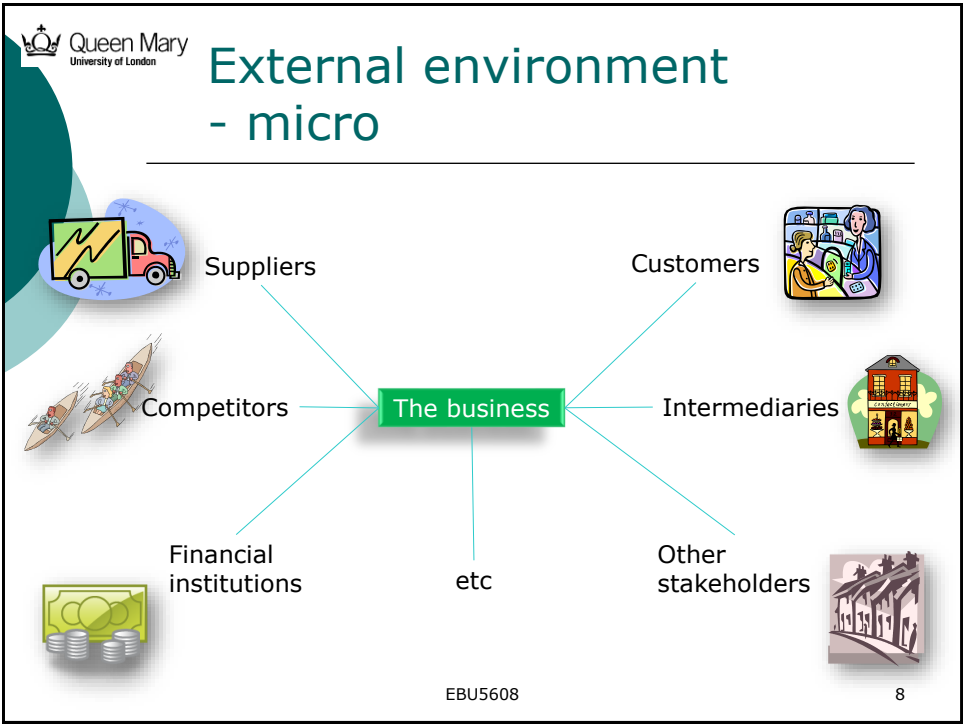 Queen Mary
University of London
External environment
- micro
Suppliers
Customers
Competitors
The business
Intermediaries
Confectionery
Financial
institutions
etc
Other
stakeholders
EBU5608
8